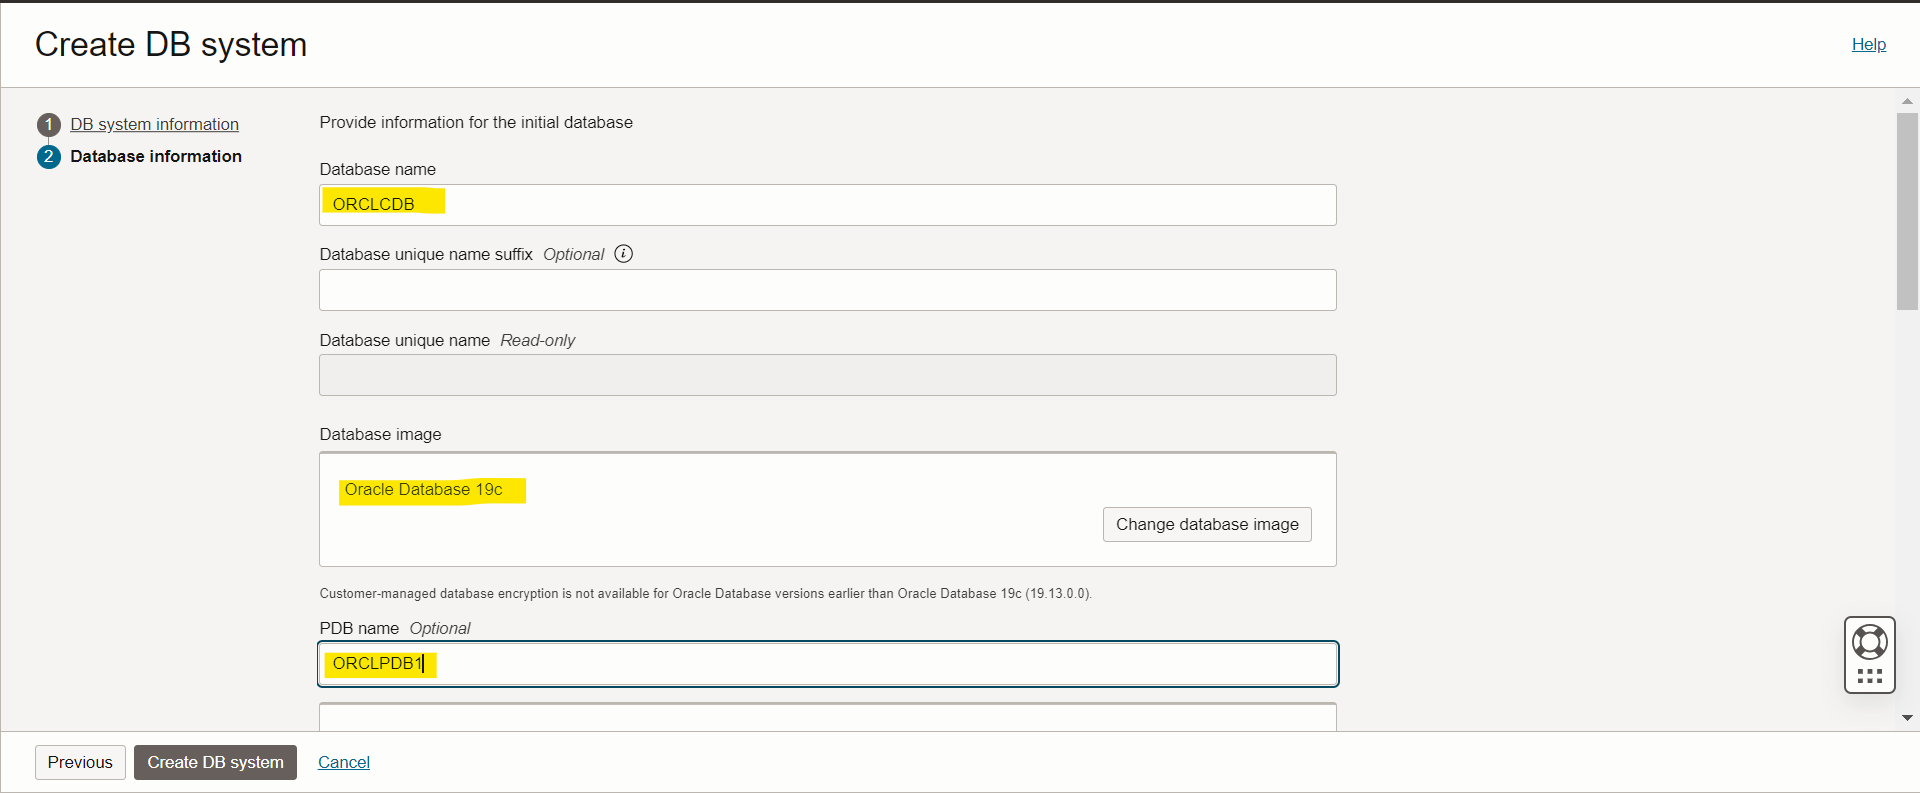 Create DB system
Help
1 DB system information
2 Database information
Provide information for the initial database
Database name
ORCLCDB
Database unique name suffix Optional
Database unique name Read-only
Database image
Oracle Database 19c
Change database image
Customer-managed database encryption is not available for Oracle Database versions earlier than Oracle Database 19c (19.13.0.0).
PDB name Optional
ORCLPDB1
Previous Create DB system Cancel